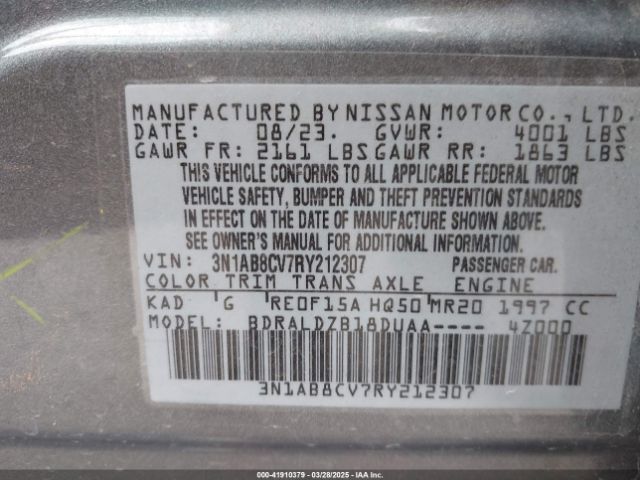 MANUFACTURED BY NISSAN MOTOR CO., LTD.
DATE: 08/23. GVWR: 4001 LBS
GAWR FR: 2161 LBS GAWR RR: 1863 LBS
THIS VEHICLE CONFORMS TO ALL APPLICABLE FEDERAL MOTOR
VEHICLE SAFETY, BUMPER AND THEFT PREVENTION STANDARDS
IN EFFECT ON THE DATE OF MANUFACTURE SHOWN ABOVE.
SEE OWNER'S MANUAL FOR ADDITIONAL INFORMATION.
VIN: 3N1AB8CV7RY212307 PASSENGER CAR.
COLOR TRIM TRANS AXLE ENGINE
KAD G RE0F15A HQ50 MR20 1997 CC
MODEL: BDRALDZB18DUAA---- 4Z000
3N1AB8CV7RY212307
000-41910379 | 03/28/2025 | IAA Inc. (C)